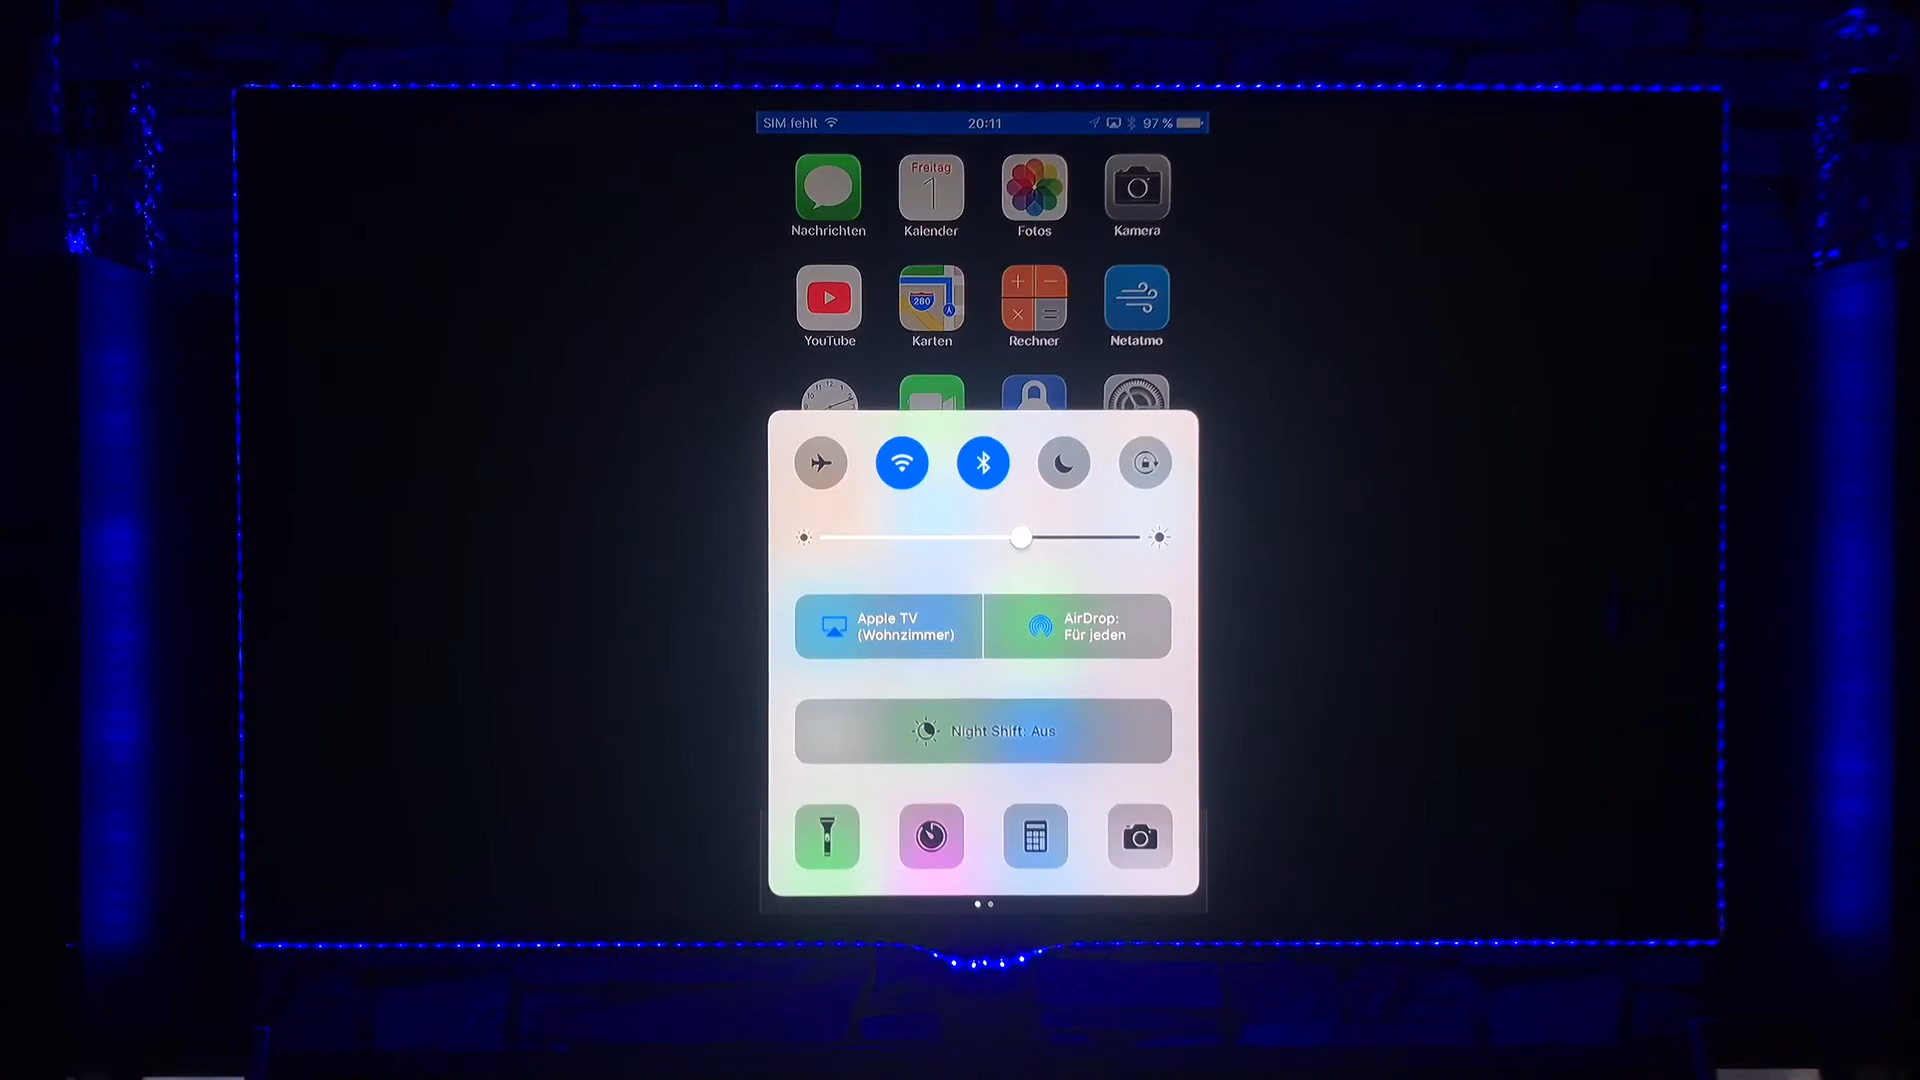 SIM fehlt 20:11 97 %
Freitag
1
Nachrichten Kalender Fotos Kamera
280
YouTube Karten Rechner Netatmo
Apple TV
(Wohnzimmer)
AirDrop:
Für jeden
Night Shift: Aus